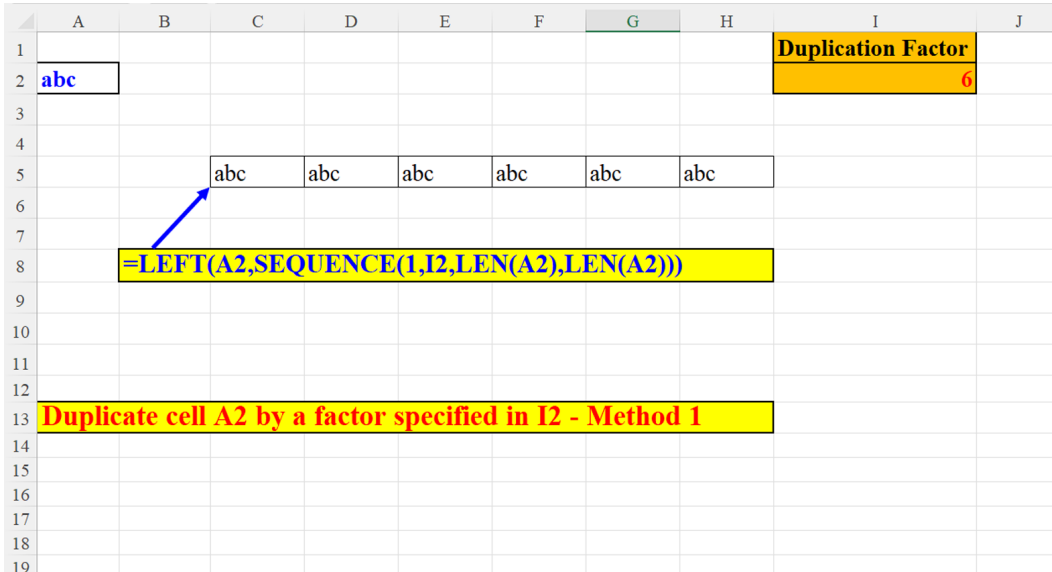 A B C D E F G H I J
1 Duplication Factor
2 abc 6
3
4
5 abc abc abc abc abc abc
6
7
8 =LEFT(A2,SEQUENCE(1,I2,LEN(A2),LEN(A2)))
9
10
11
12
13 Duplicate cell A2 by a factor specified in I2 - Method 1
14
15
16
17
18
19